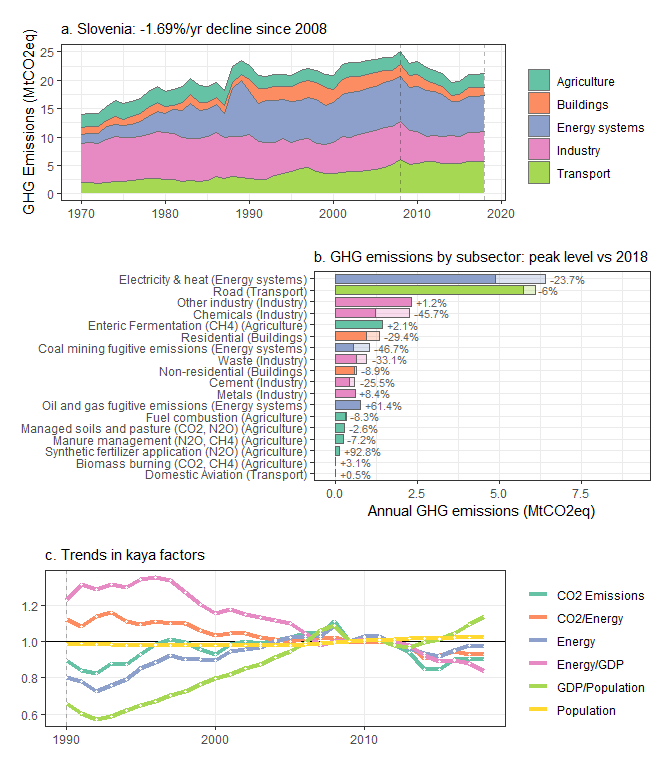 a. Slovenia: -1.69%/yr decline since 2008
GHG Emissions (MtCO2eq)
25
20
15
10
5
0
1970
1980
1990
2000
2010
2020
Agriculture
Buildings
Energy systems
Industry
Transport
b. GHG emissions by subsector: peak level vs 2018
Electricity & heat (Energy systems) -23.7%
Road (Transport) -6%
Other industry (Industry) +1.2%
Chemicals (Industry) -45.7%
Enteric Fermentation (CH4) (Agriculture) +2.1%
Residential (Buildings) -29.4%
Coal mining fugitive emissions (Energy systems) -46.7%
Waste (Industry) -33.1%
Non-residential (Buildings) -8.9%
Cement (Industry) -25.5%
Metals (Industry) +8.4%
Oil and gas fugitive emissions (Energy systems) +61.4%
Fuel combustion (Agriculture) -8.3%
Managed soils and pasture (CO2, N2O) (Agriculture) -2.6%
Manure management (N2O, CH4) (Agriculture) -7.2%
Synthetic fertilizer application (N2O) (Agriculture) +92.8%
Biomass burning (CO2, CH4) (Agriculture) +3.1%
Domestic Aviation (Transport) +0.5%
0.0
2.5
5.0
7.5
Annual GHG emissions (MtCO2eq)
c. Trends in kaya factors
1.2
1.0
0.8
0.6
1990
2000
2010
CO2 Emissions
CO2/Energy
Energy
Energy/GDP
GDP/Population
Population